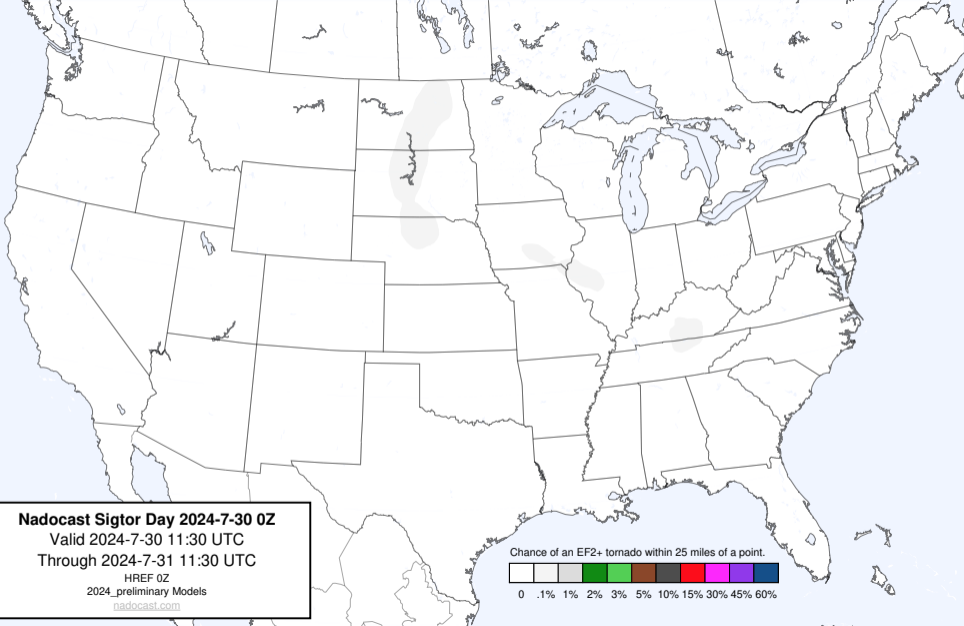 Nadocast Sigtor Day 2024-7-30 0Z
Valid 2024-7-30 11:30 UTC
Through 2024-7-31 11:30 UTC
HREF 0Z
2024_preliminary Models
nadocast.com
Chance of an EF2+ tornado within 25 miles of a point.
0 .1% 1% 2% 3% 5% 10% 15% 30% 45% 60%